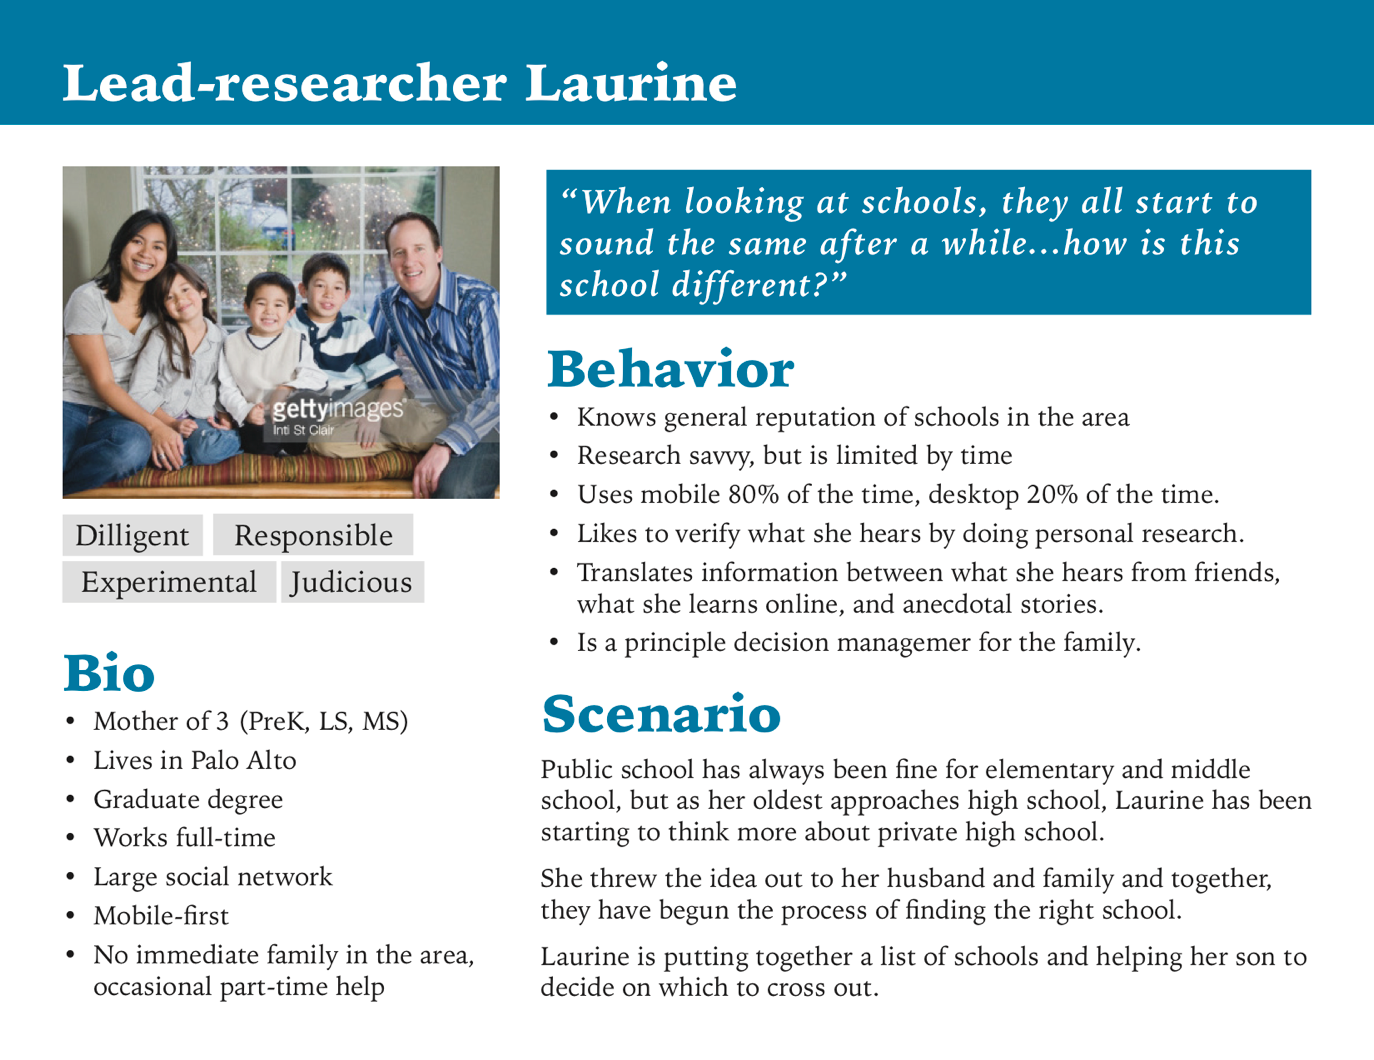 Lead-researcher Laurine
gettyimages®
Inti St Clair
Dilligent
Responsible
Experimental
Judicious
Bio
• Mother of 3 (PreK, LS, MS)
• Lives in Palo Alto
• Graduate degree
• Works full-time
• Large social network
• Mobile-first
• No immediate family in the area,
occasional part-time help
“When looking at schools, they all start to
sound the same after a while...how is this
school different?”
Behavior
• Knows general reputation of schools in the area
• Research savvy, but is limited by time
• Uses mobile 80% of the time, desktop 20% of the time.
• Likes to verify what she hears by doing personal research.
• Translates information between what she hears from friends,
what she learns online, and anecdotal stories.
• Is a principle decision managemer for the family.
Scenario
Public school has always been fine for elementary and middle
school, but as her oldest approaches high school, Laurine has been
starting to think more about private high school.
She threw the idea out to her husband and family and together,
they have begun the process of finding the right school.
Laurine is putting together a list of schools and helping her son to
decide on which to cross out.